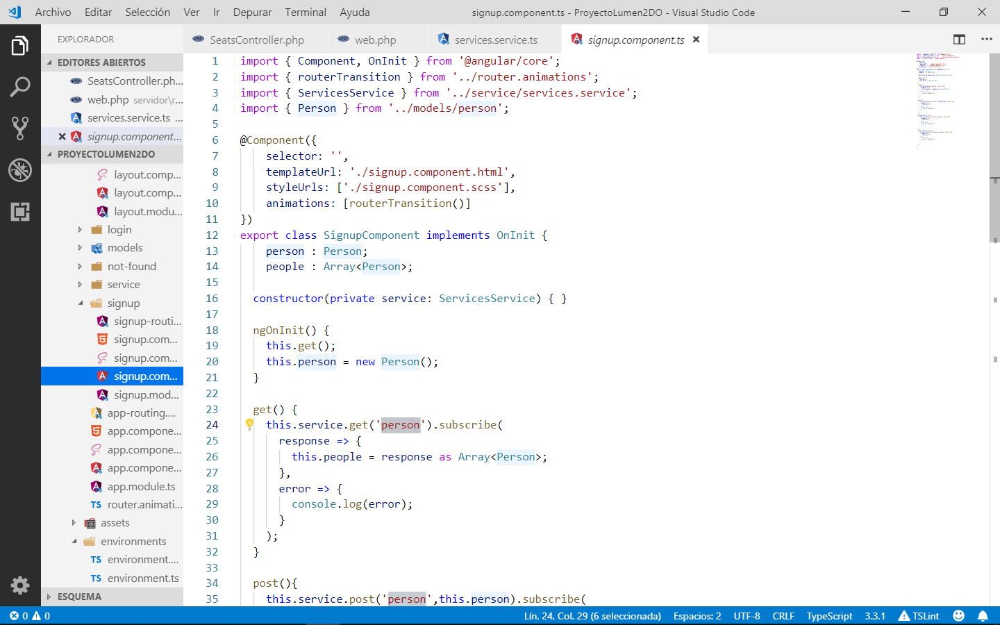 Archivo Editar Selección Ver Ir Depurar Terminal Ayuda signup.component.ts - ProyectoLumen2DO - Visual Studio Code
EXPLORADOR
EDITORES ABIERTOS
SeatsController.ph...
web.php servidor\r...
services.service.ts ...
signup.component...
PROYECTOLUMEN2DO
layout.comp...
layout.comp...
layout.modu...
login
models
not-found
service
signup
signup-routi...
signup.com...
signup.com...
signup.com...
signup.mod...
app-routing....
app.compone...
app.compone...
app.compone...
app.module.ts
TS router.animati...
assets
environments
TS environment....
TS environment.ts
ESQUEMA
SeatsController.php web.php services.service.ts signup.component.ts
1 import { Component, OnInit } from '@angular/core';
2 import { routerTransition } from '../router.animations';
3 import { ServicesService } from '../service/services.service';
4 import { Person } from '../models/person';
5
6 @Component({
7 selector: '',
8 templateUrl: './signup.component.html',
9 styleUrls: ['./signup.component.scss'],
10 animations: [routerTransition()]
11 })
12 export class SignupComponent implements OnInit {
13 person : Person;
14 people : Array<Person>;
15
16 constructor(private service: ServicesService) { }
17
18 ngOnInit() {
19 this.get();
20 this.person = new Person();
21 }
22
23 get() {
24 this.service.get('person').subscribe(
25 response => {
26 this.people = response as Array<Person>;
27 },
28 error => {
29 console.log(error);
30 }
31 );
32 }
33
34 post(){
35 this.service.post('person',this.person).subscribe(
0 0 Lín. 24, Col. 29 (6 seleccionada) Espacios: 2 UTF-8 CRLF TypeScript 3.3.1 TSLint